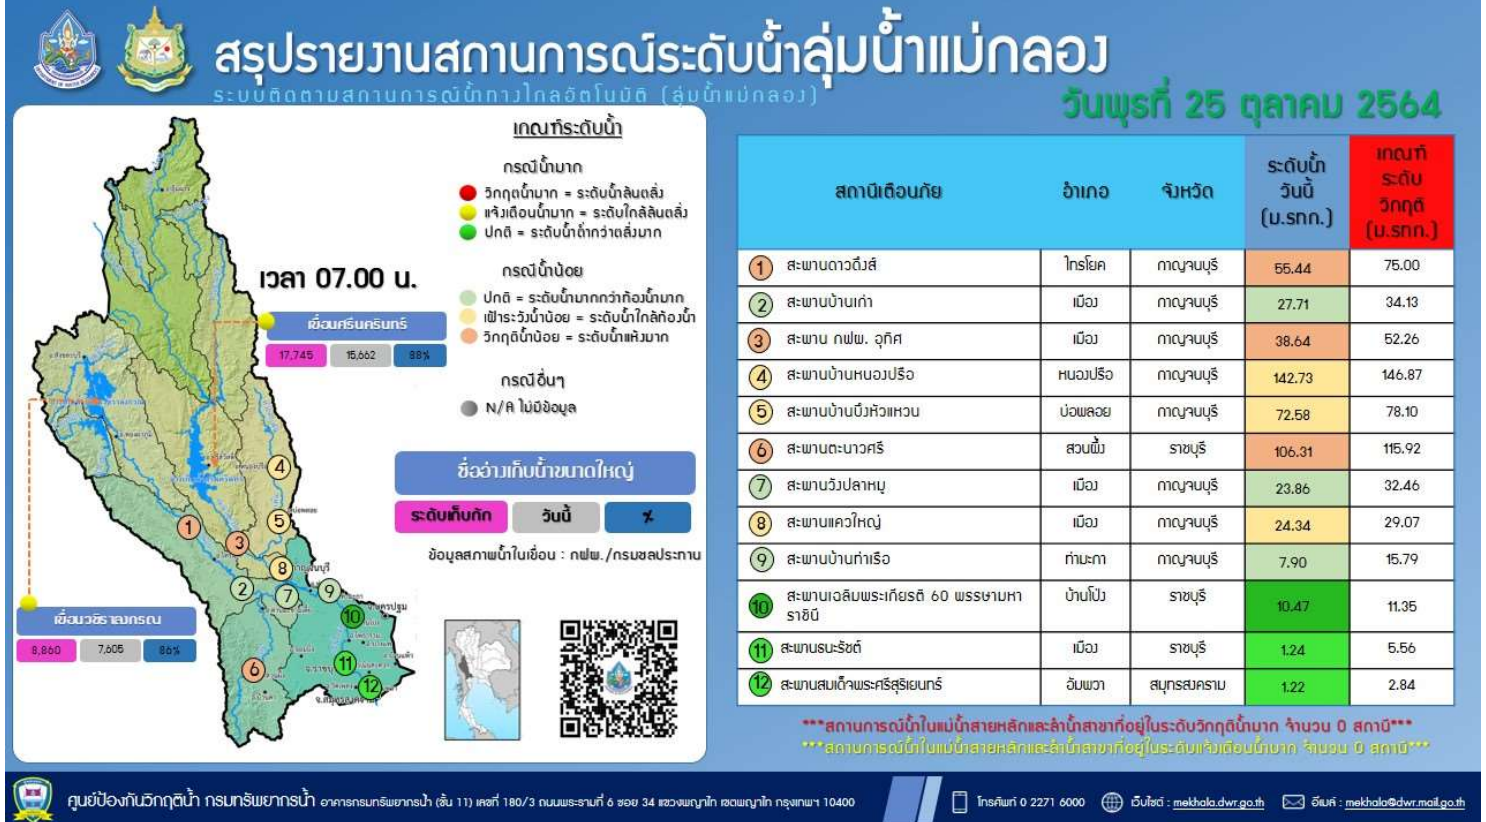 สรุปรายงานสถานการณ์ระดับน้ำลุ่มน้ำแม่กลอง
ระบบติดตามสถานการณ์น้ำทางไกลอัตโนมัติ (ลุ่มน้ำแม่กลอง)
วันพุธที่ 25 ตุลาคม 2564
เกณฑ์ระดับน้ำ
กรณีน้ำมาก
วิกฤตน้ำมาก = ระดับน้ำล้นตลิ่ง
แจ้งเตือนน้ำมาก = ระดับใกล้ล้นตลิ่ง
ปกติ = ระดับน้ำต่ำกว่าตลิ่งมาก
กรณีน้ำน้อย
ปกติ = ระดับน้ำมากกว่าท้องน้ำมาก
เฝ้าระวังน้ำน้อย = ระดับน้ำใกล้ท้องน้ำ
วิกฤติน้ำน้อย = ระดับน้ำแห้งมาก
กรณีอื่นๆ
N/A ไม่มีข้อมูล
เวลา 07.00 น.
เขื่อนศรีนครินทร์
17,745 15,662 88%
ชื่ออ่างเก็บน้ำขนาดใหญ่
ระดับเก็บกัก วันนี้ %
ข้อมูลสภาพน้ำในเขื่อน : กฟผ./กรมชลประทาน
เขื่อนวชิราลงกรณ
8,860 7,605 86%
4
5
1
3
8
2
7
9
10
11
6
12
สถานีเตือนภัย อำเภอ จังหวัด ระดับน้ำวันนี้ (ม.รทก.) เกณฑ์ระดับวิกฤติ (ม.รทก.)
1 สะพานดาวดึงส์ ไทรโยค กาญจนบุรี 55.44 75.00
2 สะพานบ้านเก่า เมือง กาญจนบุรี 27.71 34.13
3 สะพาน กฟผ. อุทิศ เมือง กาญจนบุรี 38.64 52.26
4 สะพานบ้านหนองปรือ หนองปรือ กาญจนบุรี 142.73 146.87
5 สะพานบ้านบึงหัวแหวน บ่อพลอย กาญจนบุรี 72.58 78.10
6 สะพานตะนาวศรี สวนผึ้ง ราชบุรี 106.31 115.92
7 สะพานวังปลาหมู เมือง กาญจนบุรี 23.86 32.46
8 สะพานแควใหญ่ เมือง กาญจนบุรี 24.34 29.07
9 สะพานบ้านท่าเรือ ท่ามะกา กาญจนบุรี 7.90 15.79
10 สะพานเฉลิมพระเกียรติ 60 พรรษามหา
ราชินี บ้านโป่ง ราชบุรี 10.47 11.35
11 สะพานธนะรัชต์ เมือง ราชบุรี 1.24 5.56
12 สะพานสมเด็จพระศรีสุริเยนทร์ อัมพวา สมุทรสงคราม 1.22 2.84
***สถานการณ์น้ำในแม่น้ำสายหลักและลำน้ำสาขาที่อยู่ในระดับวิกฤติน้ำมาก จำนวน 0 สถานี***
***สถานการณ์น้ำในแม่น้ำสายหลักและลำน้ำสาขาที่อยู่ในระดับแจ้งเตือนน้ำมาก จำนวน 0 สถานี***
ศูนย์ป้องกันวิกฤติน้ำ กรมทรัพยากรน้ำ อาคารกรมทรัพยากรน้ำ (ชั้น 11) เลขที่ 180/3 ถนนพระรามที่ 6 ซอย 34 แขวงพญาไท เขตพญาไท กรุงเทพฯ 10400
โทรศัพท์ 0 2271 6000 เว็บไซต์ : mekhala.dwr.go.th อีเมล์ : mekhala@dwr.mail.go.th